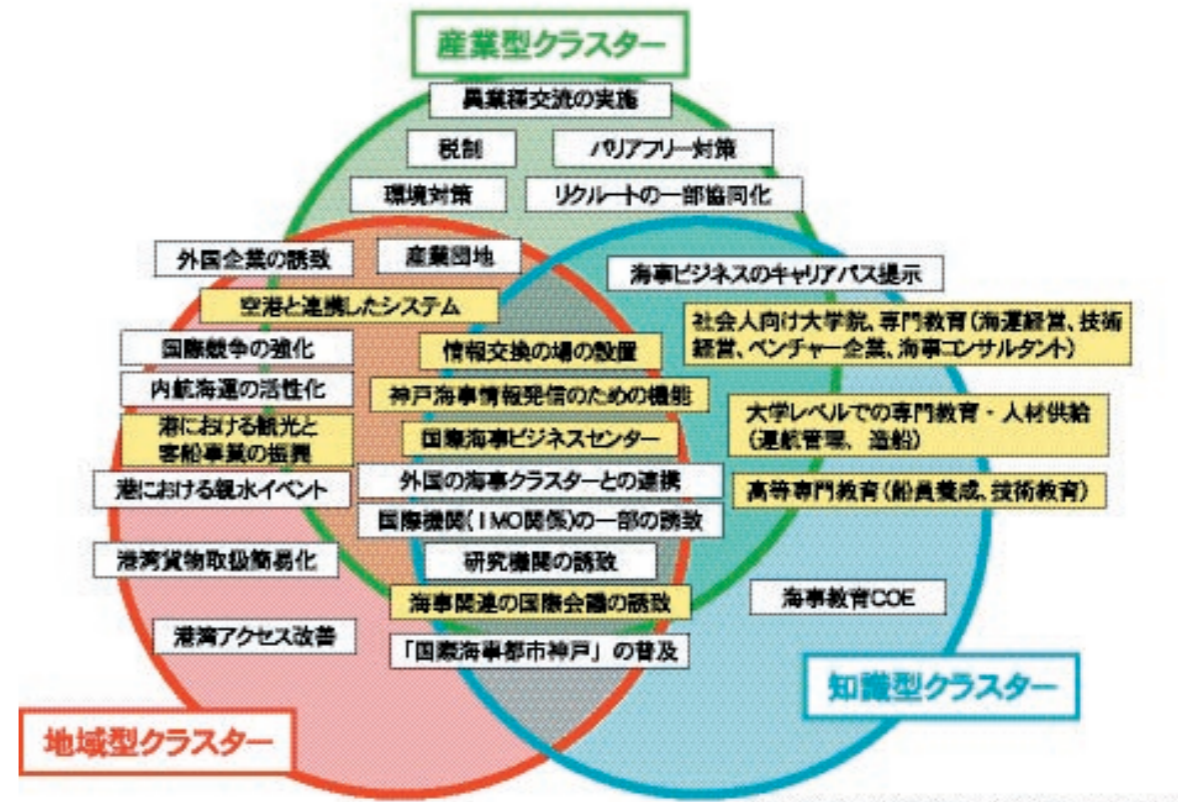 産業型クラスター
異業種交流の実施
税制
バリアフリー対策
環境対策
リクルートの一部協同化
外国企業の誘致
産業団地
海事ビジネスのキャリアパス提示
空港と連携したシステム
社会人向け大学院、専門教育(海運経営、技術
経営、ベンチャー企業、海事コンサルタント)
国際競争の強化
情報交換の場の設置
内航海運の活性化
神戸海事情報発信のための機能
港における観光と
客船事業の振興
国際海事ビジネスセンター
大学レベルでの専門教育・人材供給
(運航管理、造船)
港における親水イベント
外国の海事クラスターとの連携
高等専門教育(船員養成、技術教育)
国際機関(IMO関係)の一部の誘致
港湾貨物取扱簡易化
研究機関の誘致
海事関連の国際会議の誘致
海事教育COE
港湾アクセス改善
「国際海事都市神戸」の普及
知識型クラスター
地域型クラスター